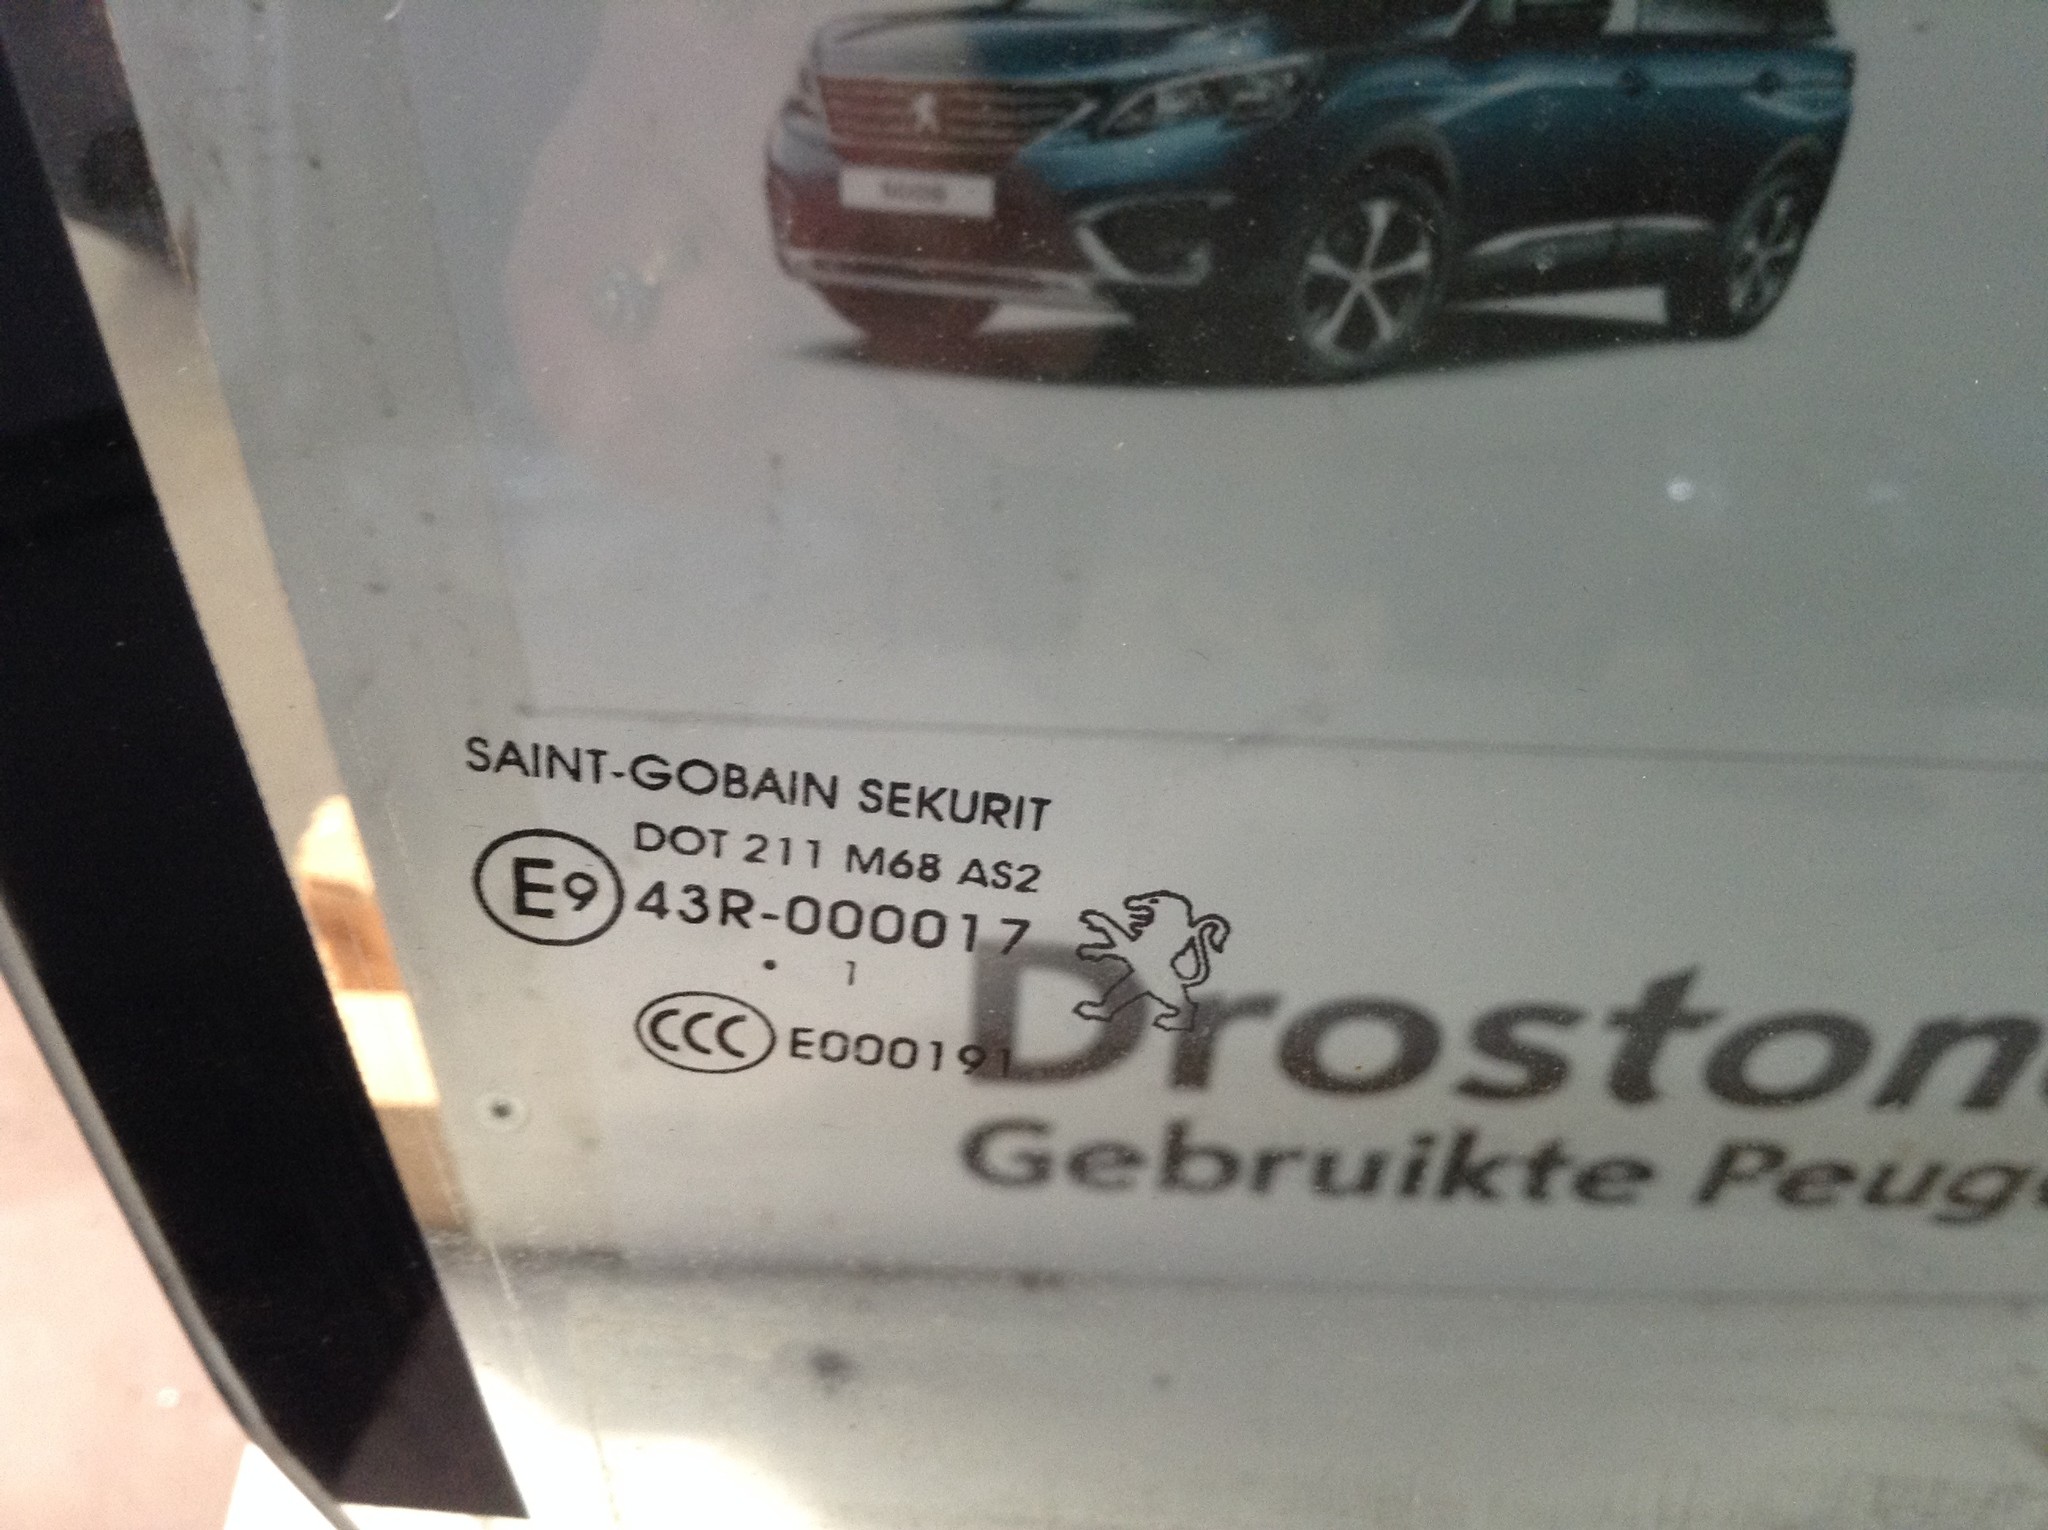 SAINT-GOBAIN SEKURIT
DOT 211 M68 AS2
E9 43R-000017
• 1
CCC E000191
Droston
Gebruikte Peug